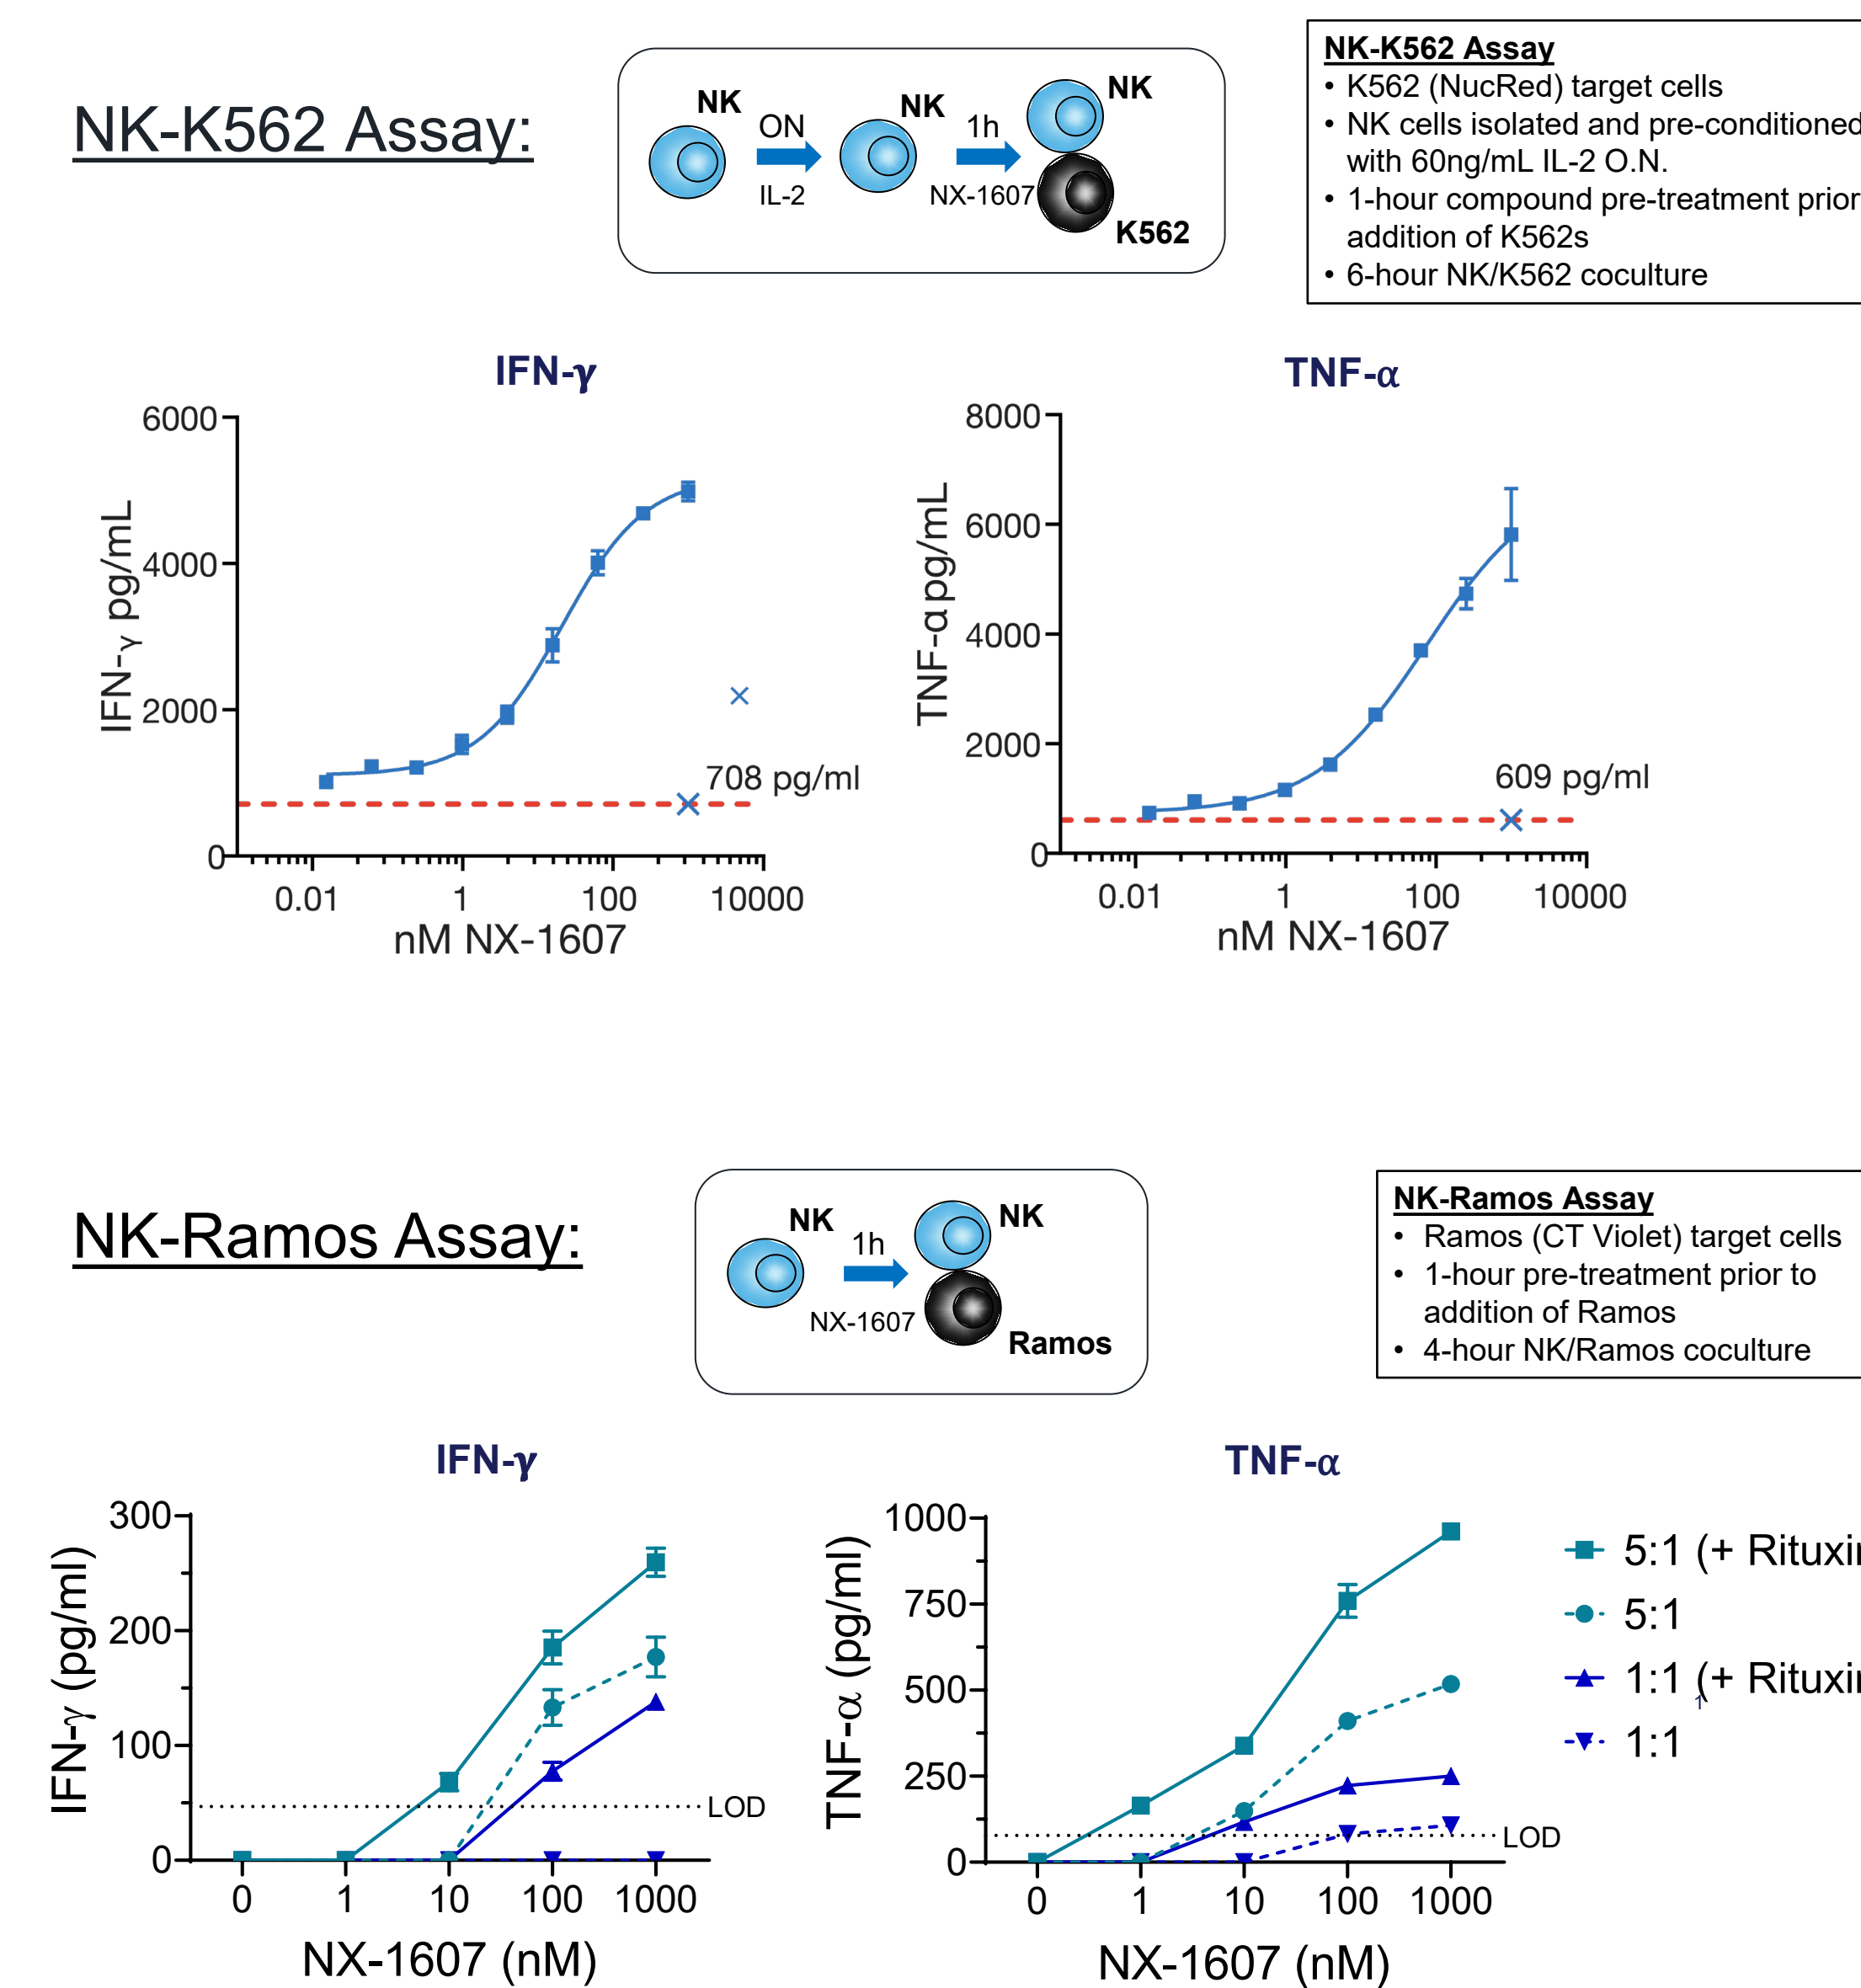 NK-K562 Assay:
NK
ON
IL-2
NK
1h
NX-1607
NK
K562
NK-K562 Assay
• K562 (NucRed) target cells
• NK cells isolated and pre-conditioned
with 60ng/mL IL-2 O.N.
• 1-hour compound pre-treatment prior
addition of K562s
• 6-hour NK/K562 coculture
IFN-γ
IFN-γ pg/mL
6000
4000
2000
0
708 pg/ml
0.01 1 100 10000
nM NX-1607
TNF-α
TNF-αpg/mL
8000
6000
4000
2000
0
609 pg/ml
0.01 1 100 10000
nM NX-1607
NK-Ramos Assay:
NK
1h
NX-1607
NK
Ramos
NK-Ramos Assay
• Ramos (CT Violet) target cells
• 1-hour pre-treatment prior to
addition of Ramos
• 4-hour NK/Ramos coculture
IFN-γ
IFN-γ (pg/ml)
300
200
100
0
LOD
0 1 10 100 1000
NX-1607 (nM)
TNF-α
TNF-α (pg/ml)
1000
750
500
250
0
LOD
0 1 10 100 1000
NX-1607 (nM)
5:1 (+ Rituxi
5:1
1:1 (+ Rituxi
1
1:1